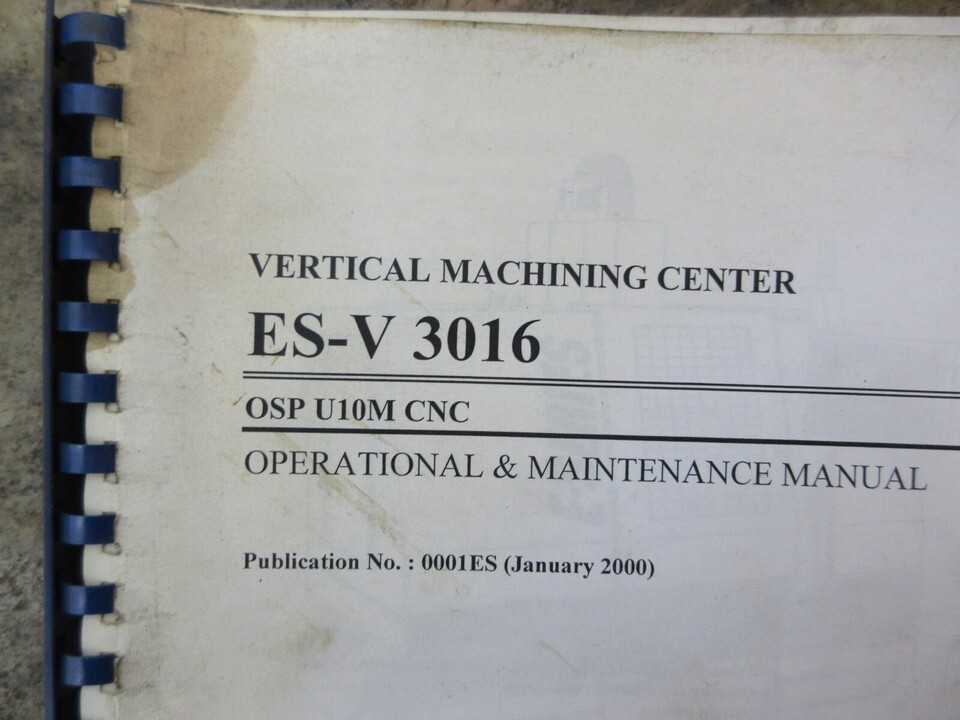 VERTICAL MACHINING CENTER
ES-V 3016
OSP U10M CNC
OPERATIONAL & MAINTENANCE MANUAL
Publication No. : 0001ES (January 2000)